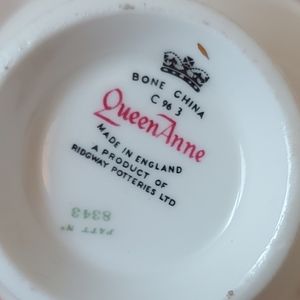 BONE CHINA
C 96 3
Queen Anne
MADE IN ENGLAND
A PRODUCT OF
RIDGWAY POTTERIES LTD
PATT Nº
8343